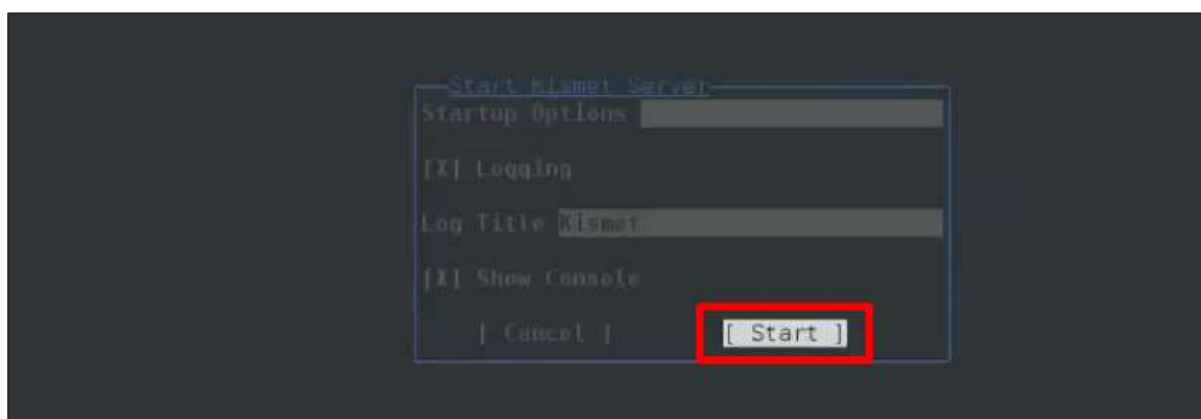 Start Kismet Server
Startup Options
[X] Logging
Log Title Kismet
[X] Show Console
[ Cancel ] [ Start ]